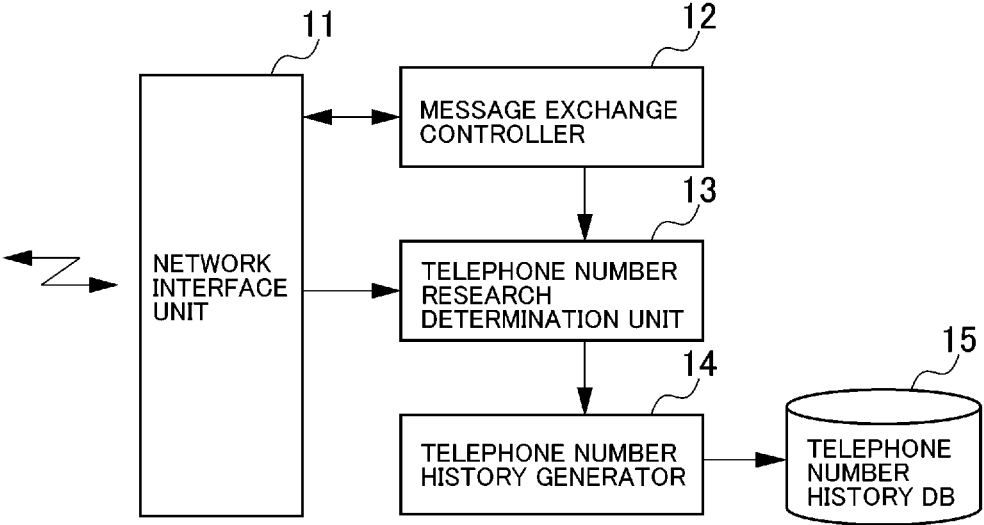 11
12
MESSAGE EXCHANGE
CONTROLLER
13
NETWORK
INTERFACE
UNIT
TELEPHONE NUMBER
RESEARCH
DETERMINATION UNIT
14
15
TELEPHONE NUMBER
HISTORY GENERATOR
TELEPHONE
NUMBER
HISTORY DB